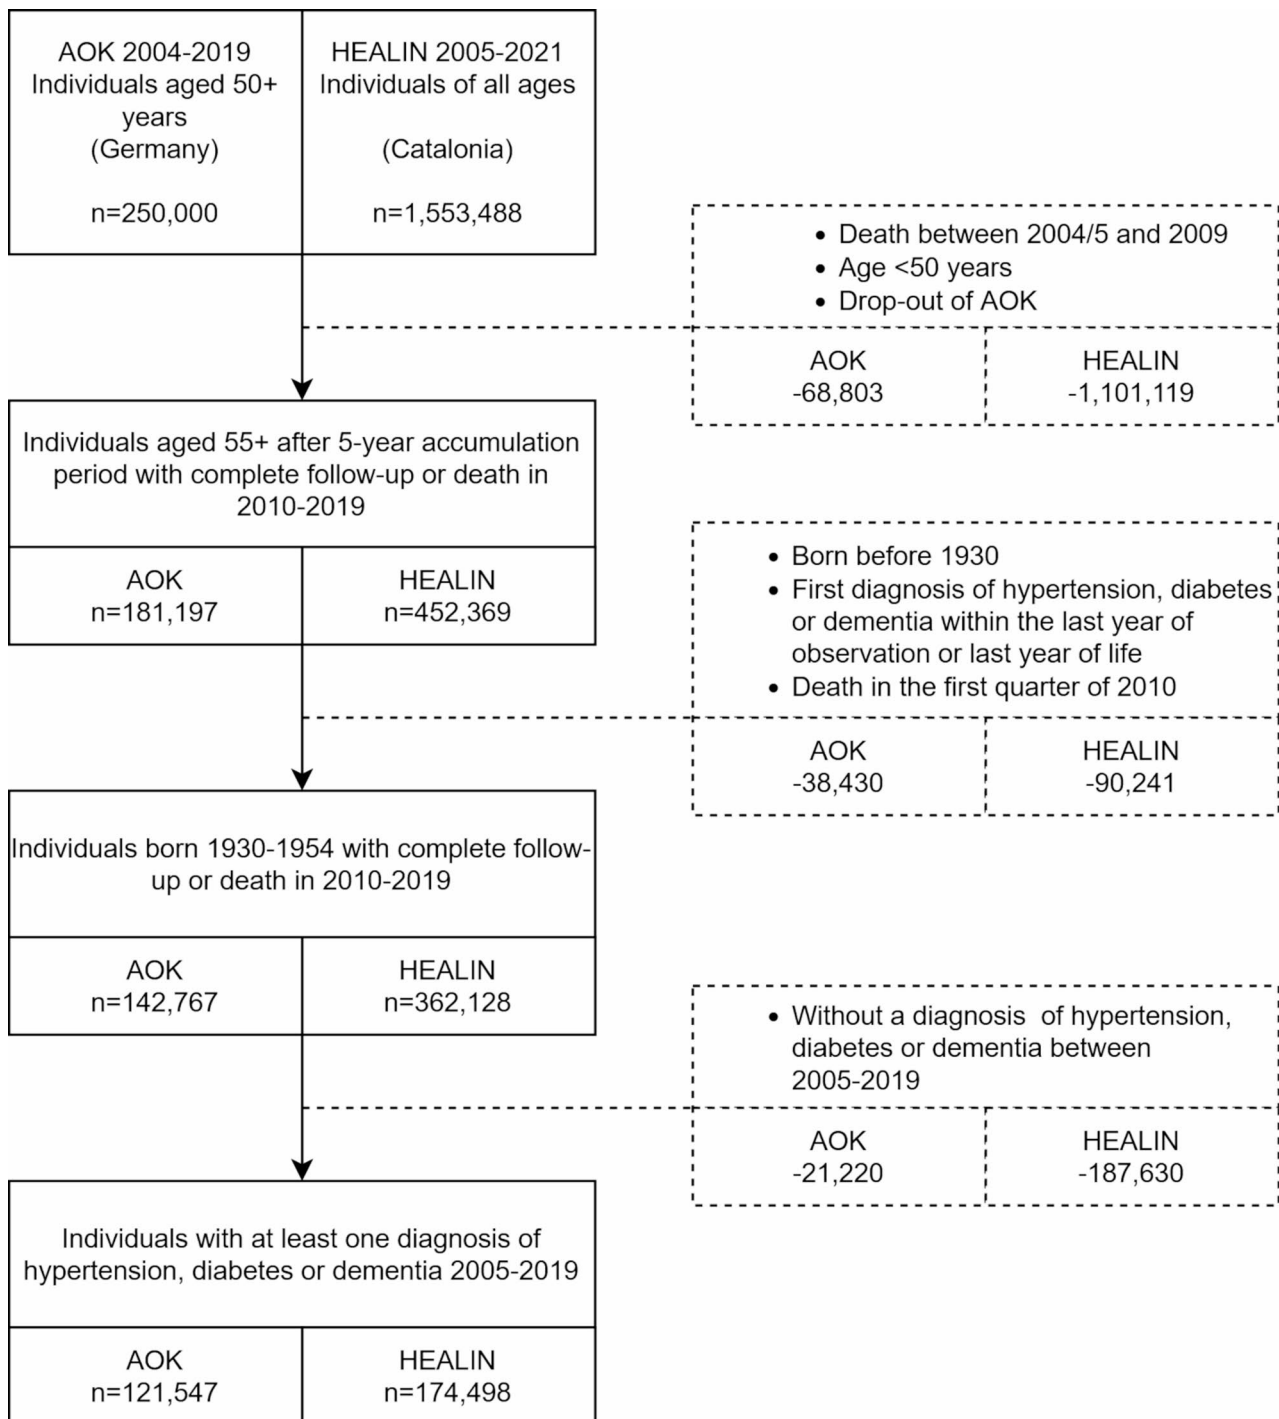 AOK 2004-2019
Individuals aged 50+
years
(Germany)
n=250,000
HEALIN 2005-2021
Individuals of all ages
(Catalonia)
n=1,553,488
• Death between 2004/5 and 2009
• Age <50 years
• Drop-out of AOK
AOK
-68,803
HEALIN
-1,101,119
Individuals aged 55+ after 5-year accumulation
period with complete follow-up or death in
2010-2019
AOK
n=181,197
HEALIN
n=452,369
• Born before 1930
• First diagnosis of hypertension, diabetes
or dementia within the last year of
observation or last year of life
• Death in the first quarter of 2010
AOK
-38,430
HEALIN
-90,241
Individuals born 1930-1954 with complete follow-
up or death in 2010-2019
AOK
n=142,767
HEALIN
n=362,128
• Without a diagnosis of hypertension,
diabetes or dementia between
2005-2019
AOK
-21,220
HEALIN
-187,630
Individuals with at least one diagnosis of
hypertension, diabetes or dementia 2005-2019
AOK
n=121,547
HEALIN
n=174,498